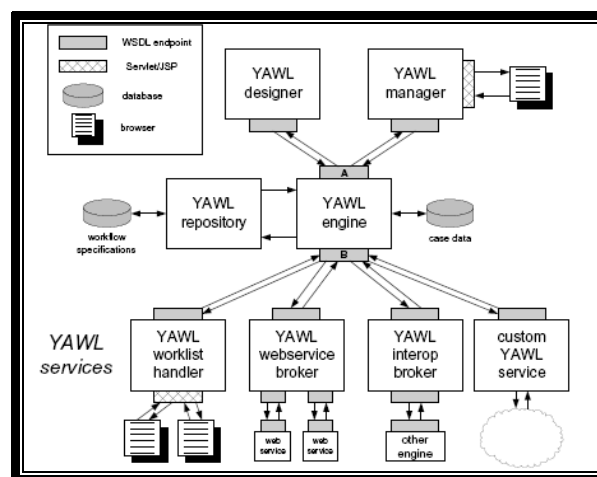 WSDL endpoint
Servlet/JSP
database
browser
YAWL
designer
YAWL
manager
A
YAWL
repository
YAWL
engine
workflow
specifications
case data
B
YAWL
services
YAWL
worklist
handler
YAWL
webservice
broker
YAWL
interop
broker
custom
YAWL
service
web
service
web
service
other
engine